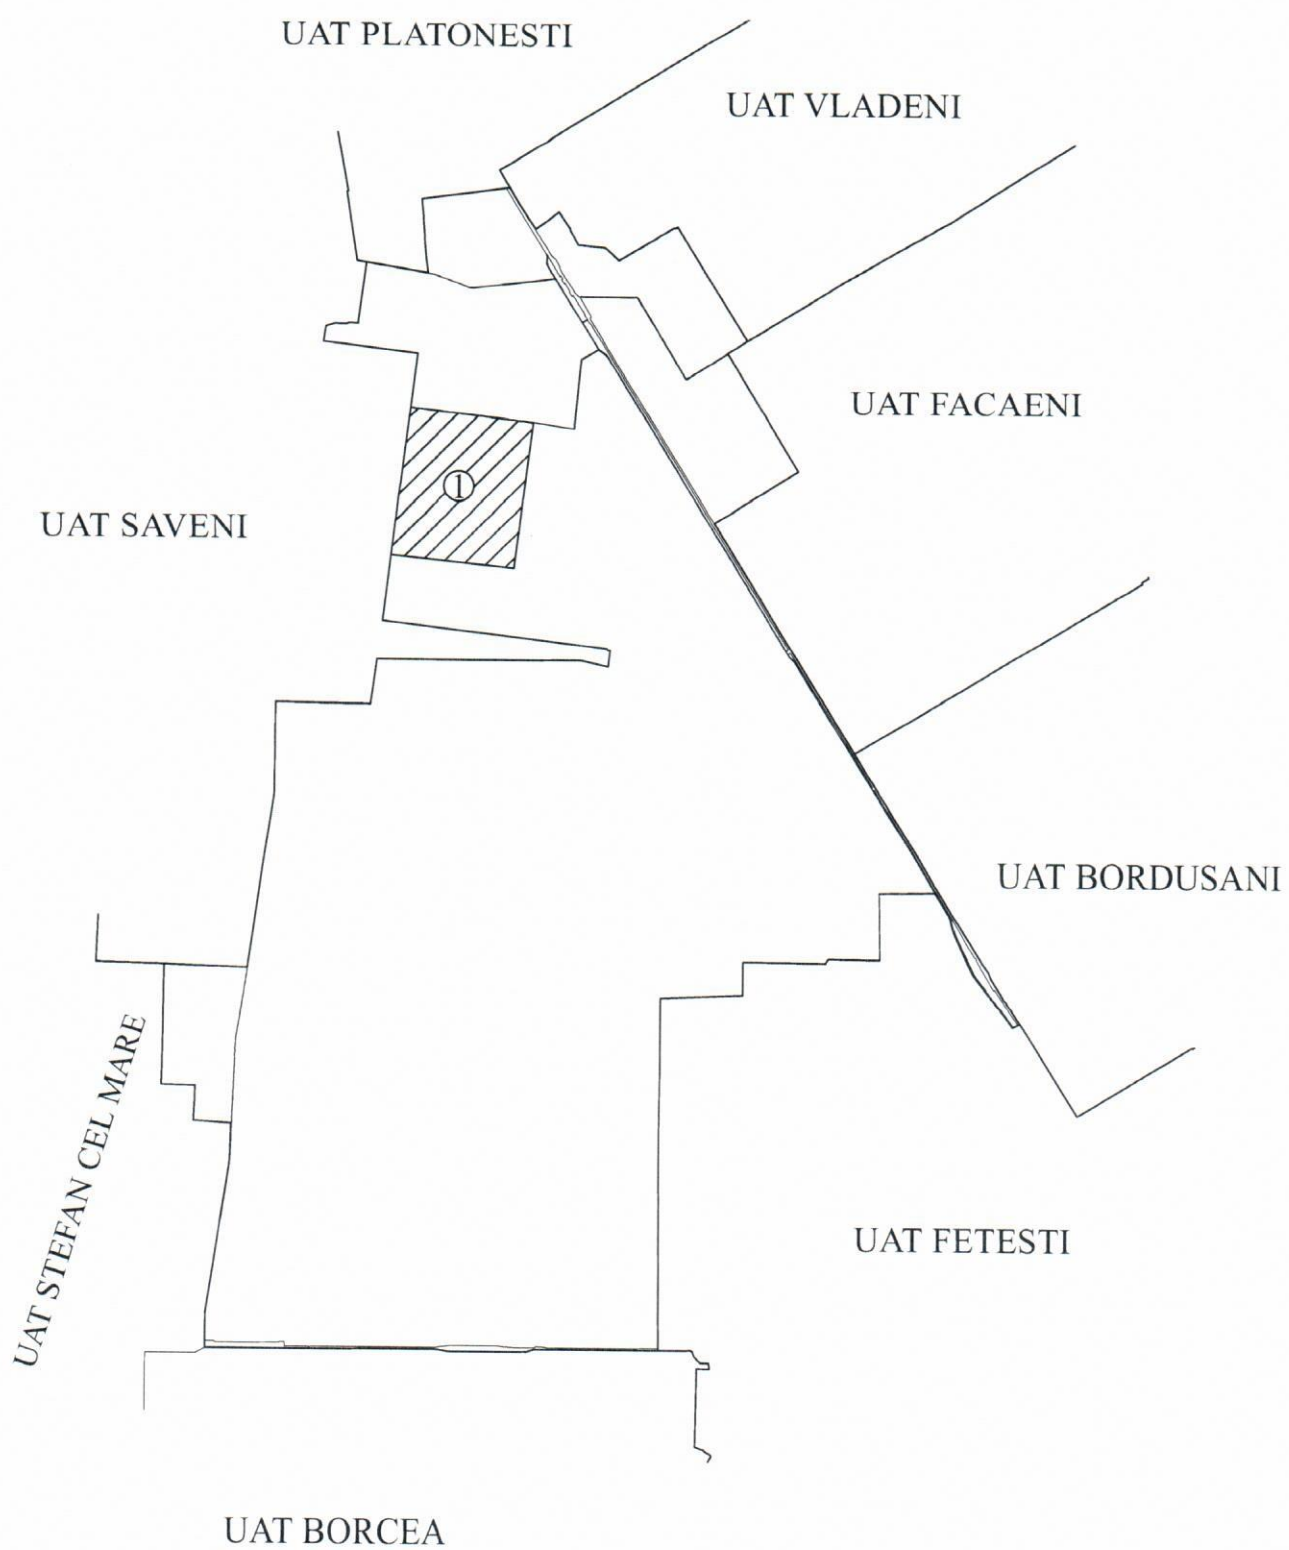 UAT PLATONESTI
UAT VLADENI
UAT FACAENI
1
UAT SAVENI
UAT BORDUSANI
UAT STEFAN CEL MARE
UAT FETESTI
UAT BORCEA